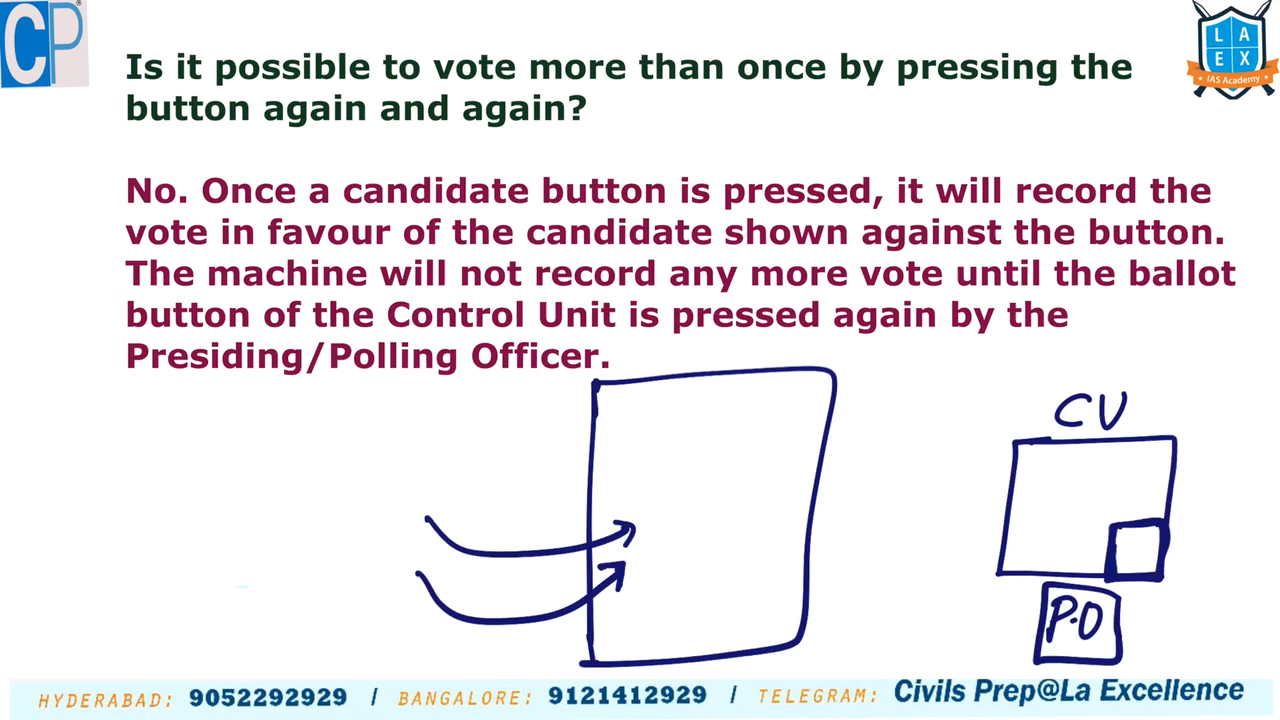 CP®
LAEX
IAS Academy
Is it possible to vote more than once by pressing the
button again and again?
No. Once a candidate button is pressed, it will record the
vote in favour of the candidate shown against the button.
The machine will not record any more vote until the ballot
button of the Control Unit is pressed again by the
Presiding/Polling Officer.
CU
P.O
HYDERABAD: 9052292929 / BANGALORE: 9121412929 / TELEGRAM: Civils Prep@La Excellence